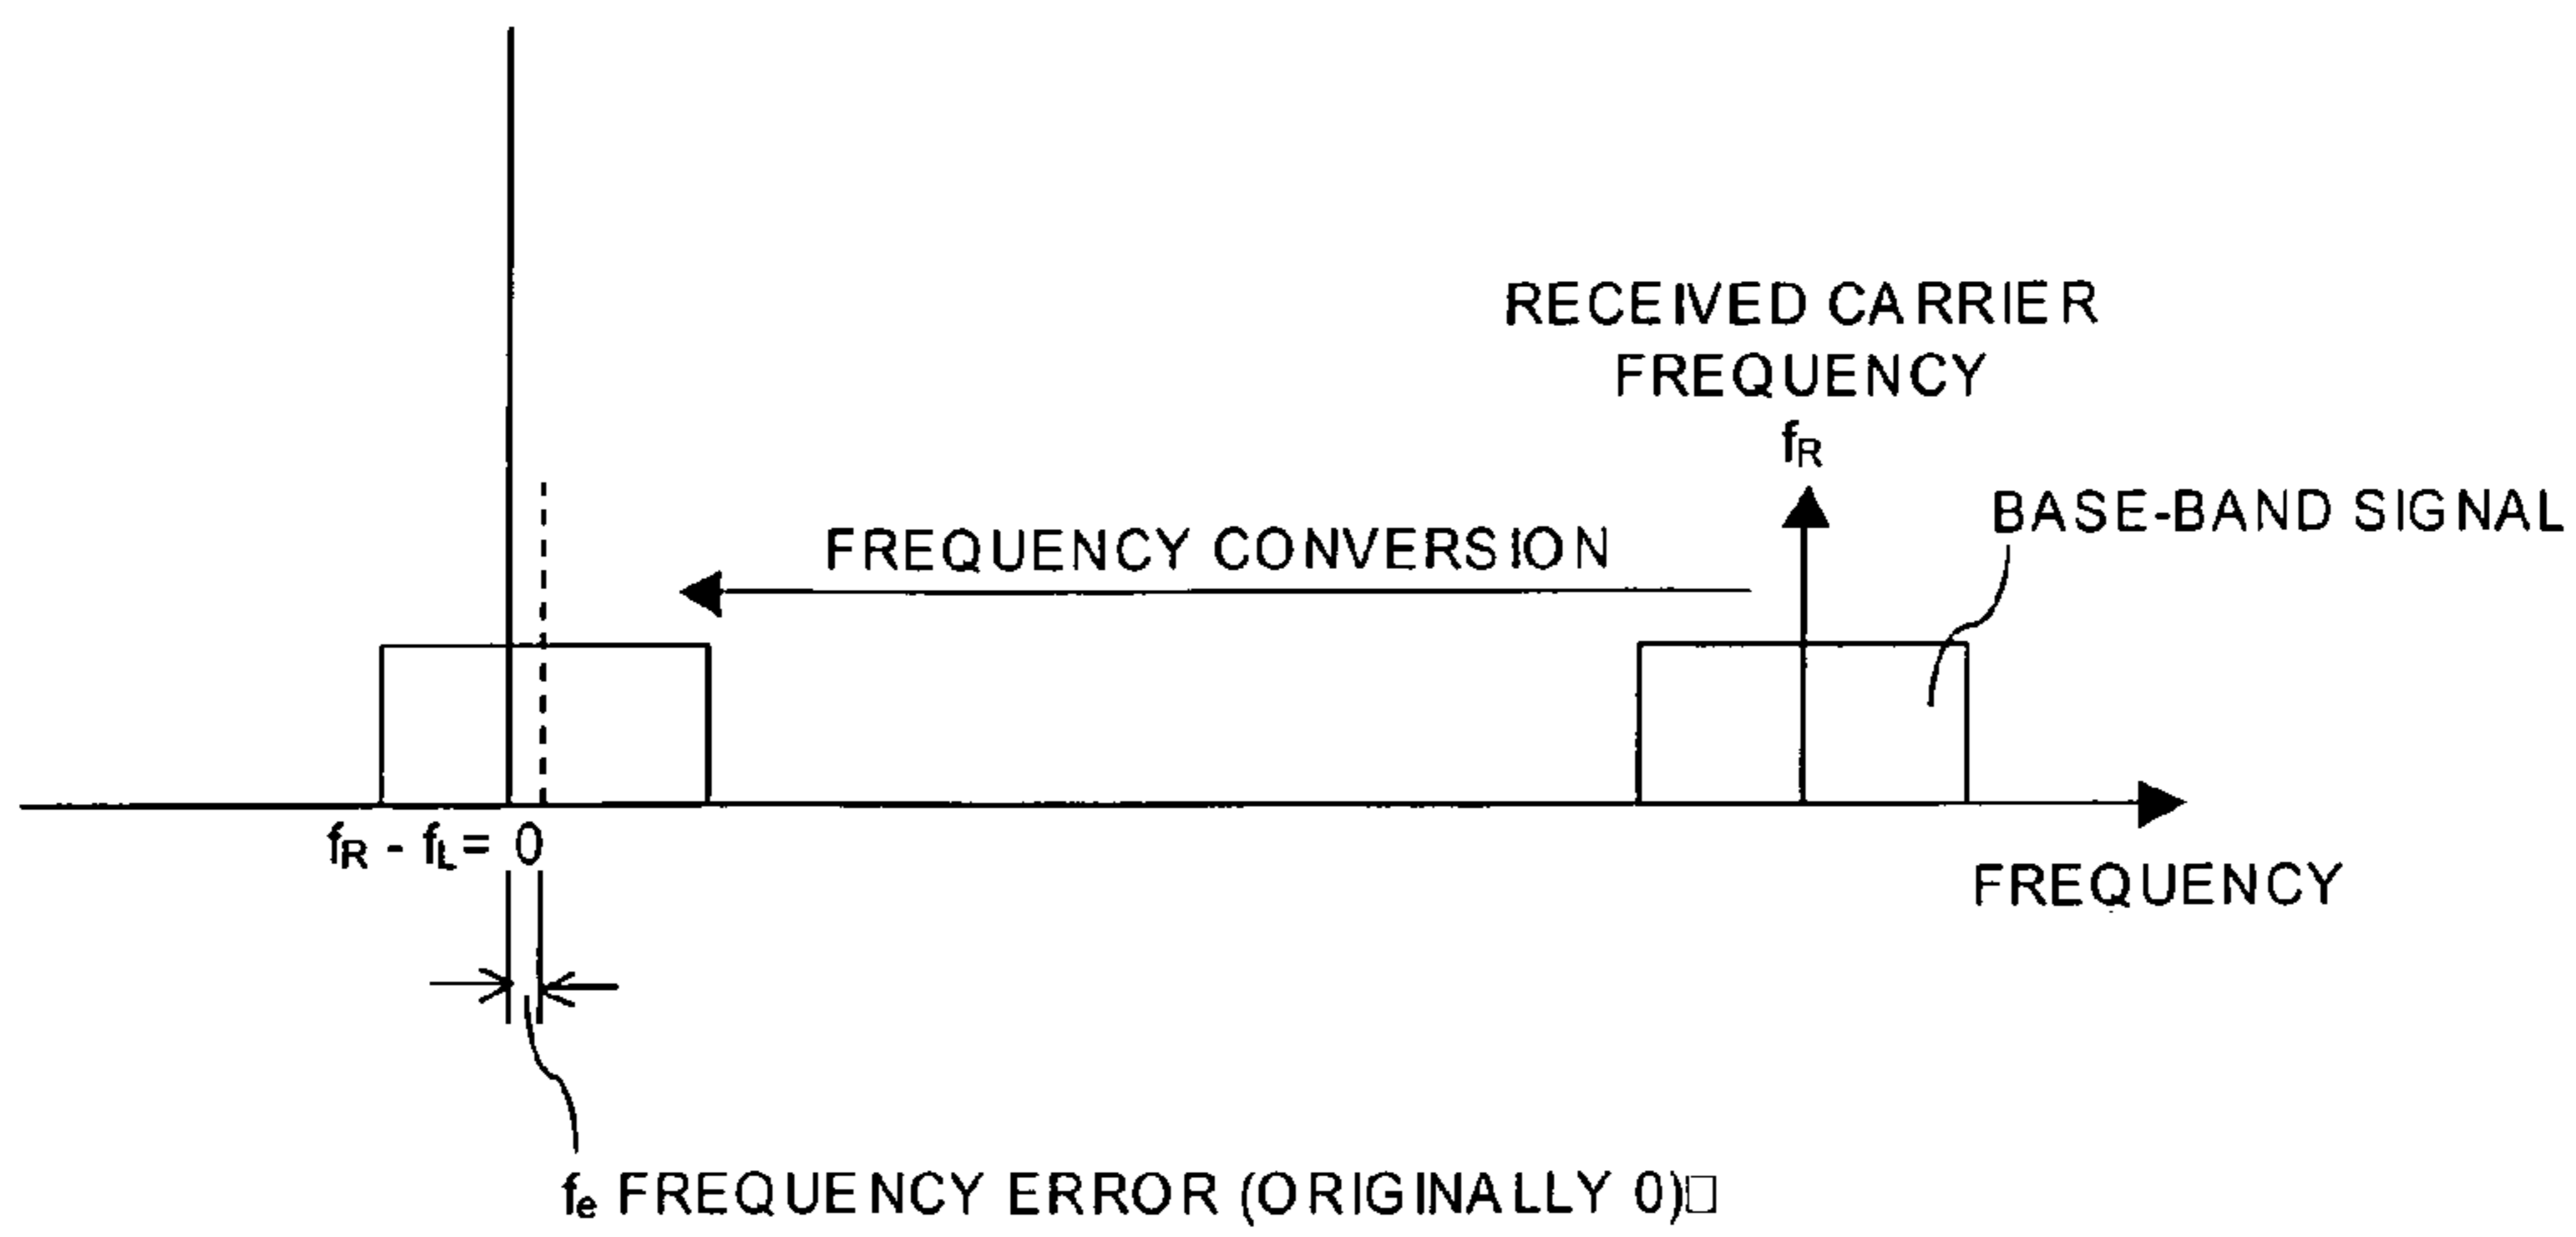 RECEIVED CARRIER
FREQUENCY
fR
BASE-BAND SIGNAL
FREQUENCY CONVERSION
fR - fL= 0
FREQUENCY
fe FREQUENCY ERROR (ORIGINALLY 0)□